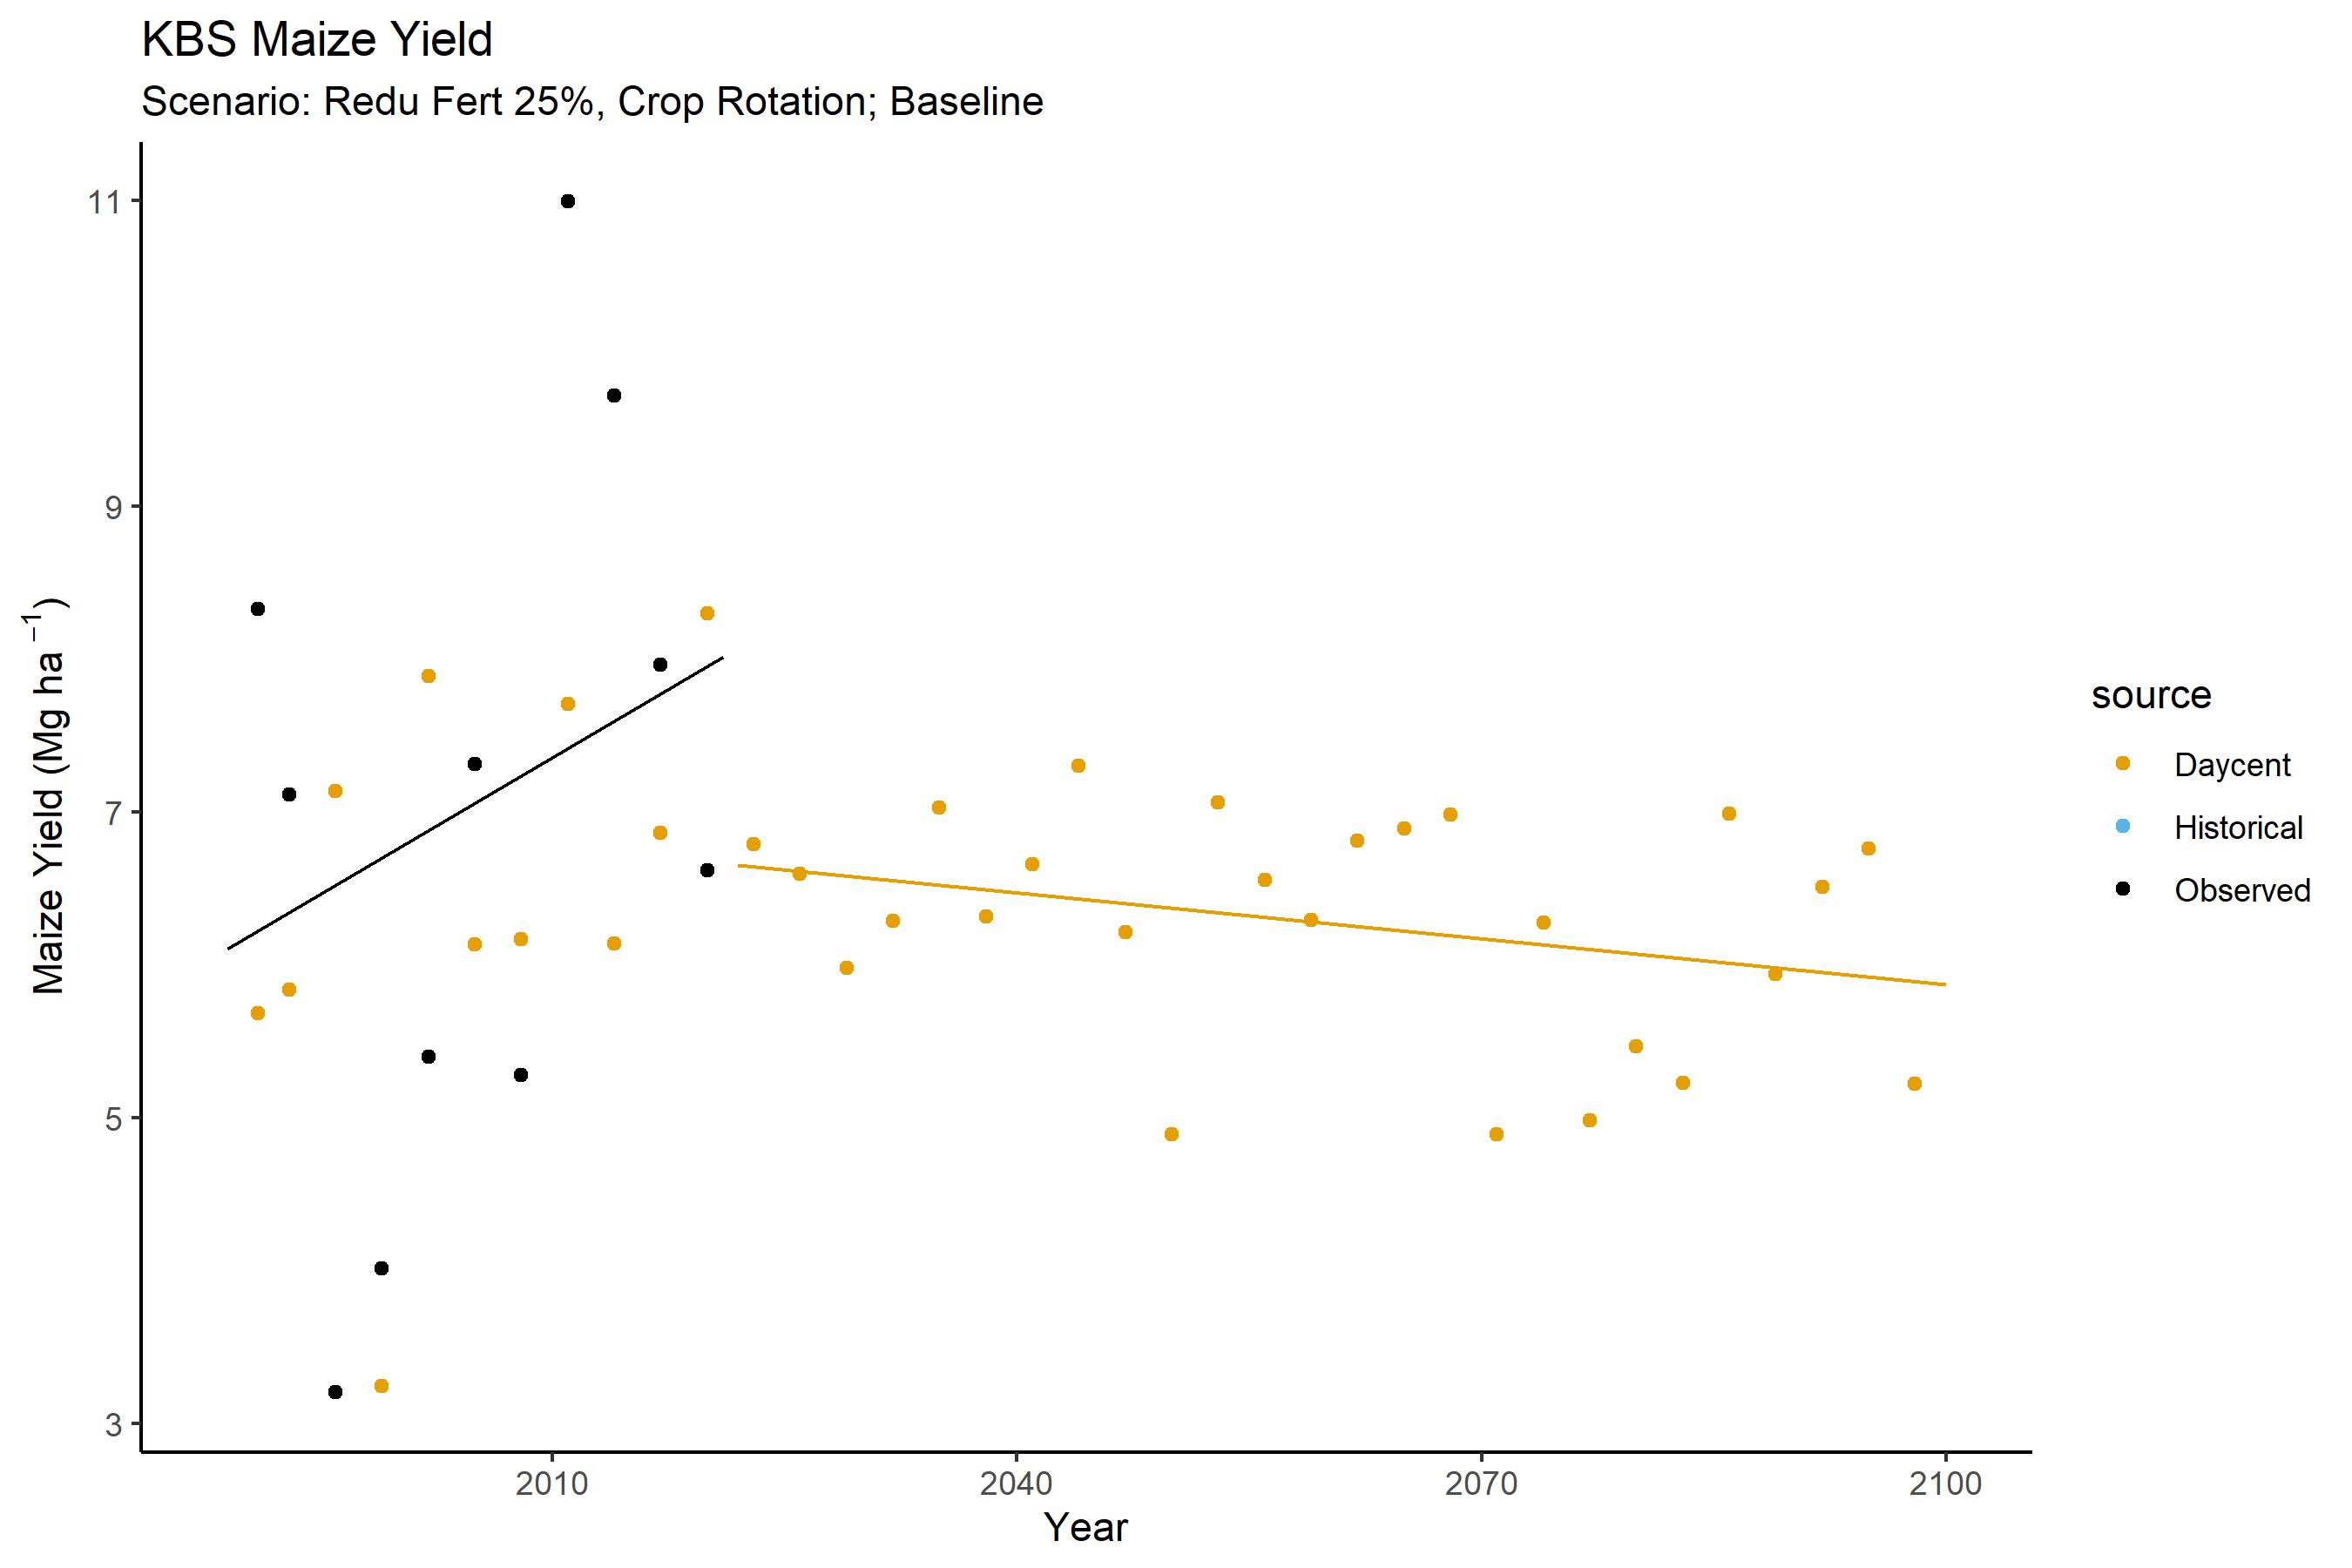 KBS Maize Yield
Scenario: Redu Fert 25%, Crop Rotation; Baseline
11
9
7
5
3
Maize Yield (Mg ha −1)
2010
2040
2070
2100
Year
source
Daycent
Historical
Observed